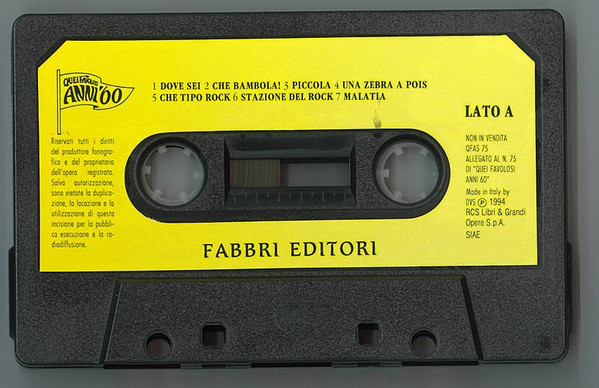 QUEI FAVOLOSI
ANNI '60
1 DOVE SEI 2 CHE BAMBOLA! 3 PICCOLA 4 UNA ZEBRA A POIS
5 CHE TIPO ROCK 6 STAZIONE DEL ROCK 7 MALATIA
LATO A
Riservati tutti i diritti
del produttore fonogra-
fico e del proprietario
dell'opera registrata.
Salvo autorizzazione,
sono vietate la duplica-
zione, la locazione e la
utilizzazione di questa
incisione per la pubbli-
ca esecuzione e la ra-
diodiffusione.
NON IN VENDITA
QFAS 75
ALLEGATO AL N. 75
DI "QUEI FAVOLOSI
ANNI 60"
Made in Italy by
DVS Ⓟ 1994
RCS Libri & Grandi
Opere S.p.A.
SIAE
FABBRI EDITORI